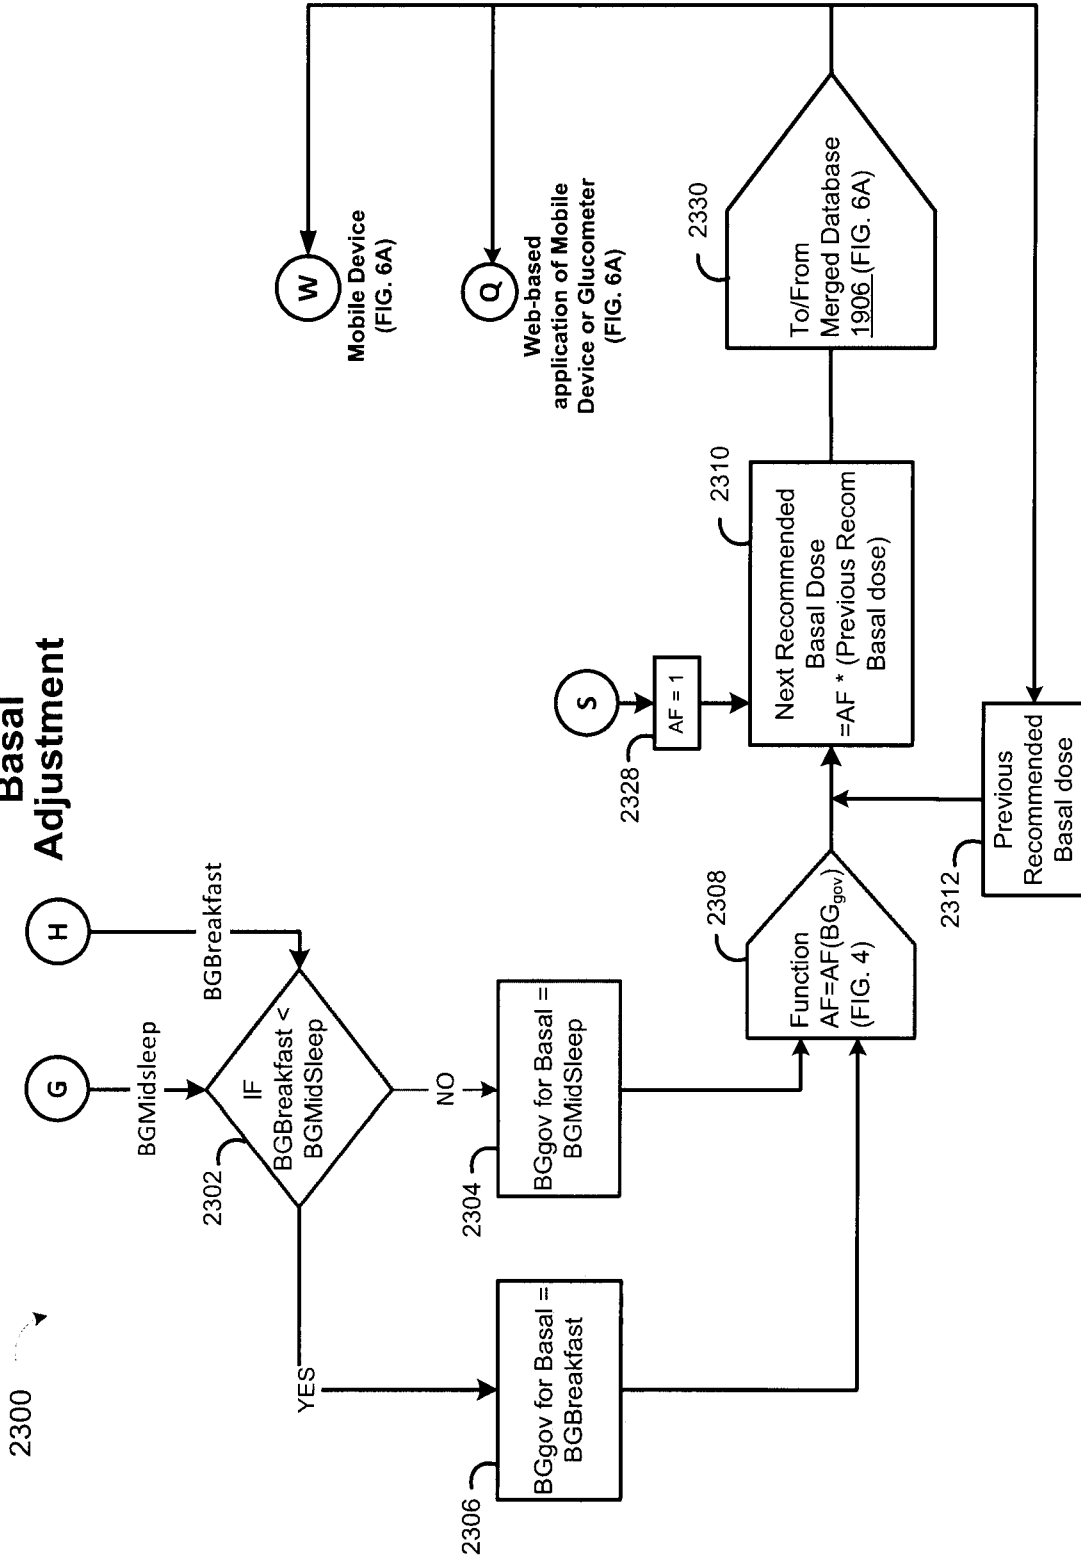 2300
Basal
Adjustment
G
H
BGMidsleep
BGBreakfast
2302
IF
BGBreakfast <
BGMidSleep
YES
NO
2306
BGgov for Basal =
BGBreakfast
2304
BGgov for Basal =
BGMidSleep
2308
Function
AF=AF(BGgov)
(FIG. 4)
2312
Previous
Recommended
Basal dose
S
2328
AF = 1
2310
Next Recommended
Basal Dose
=AF * (Previous Recom
Basal dose)
2330
To/From
Merged Database
1906 (FIG. 6A)
W
Mobile Device
(FIG. 6A)
Q
Web-based
application of Mobile
Device or Glucometer
(FIG. 6A)